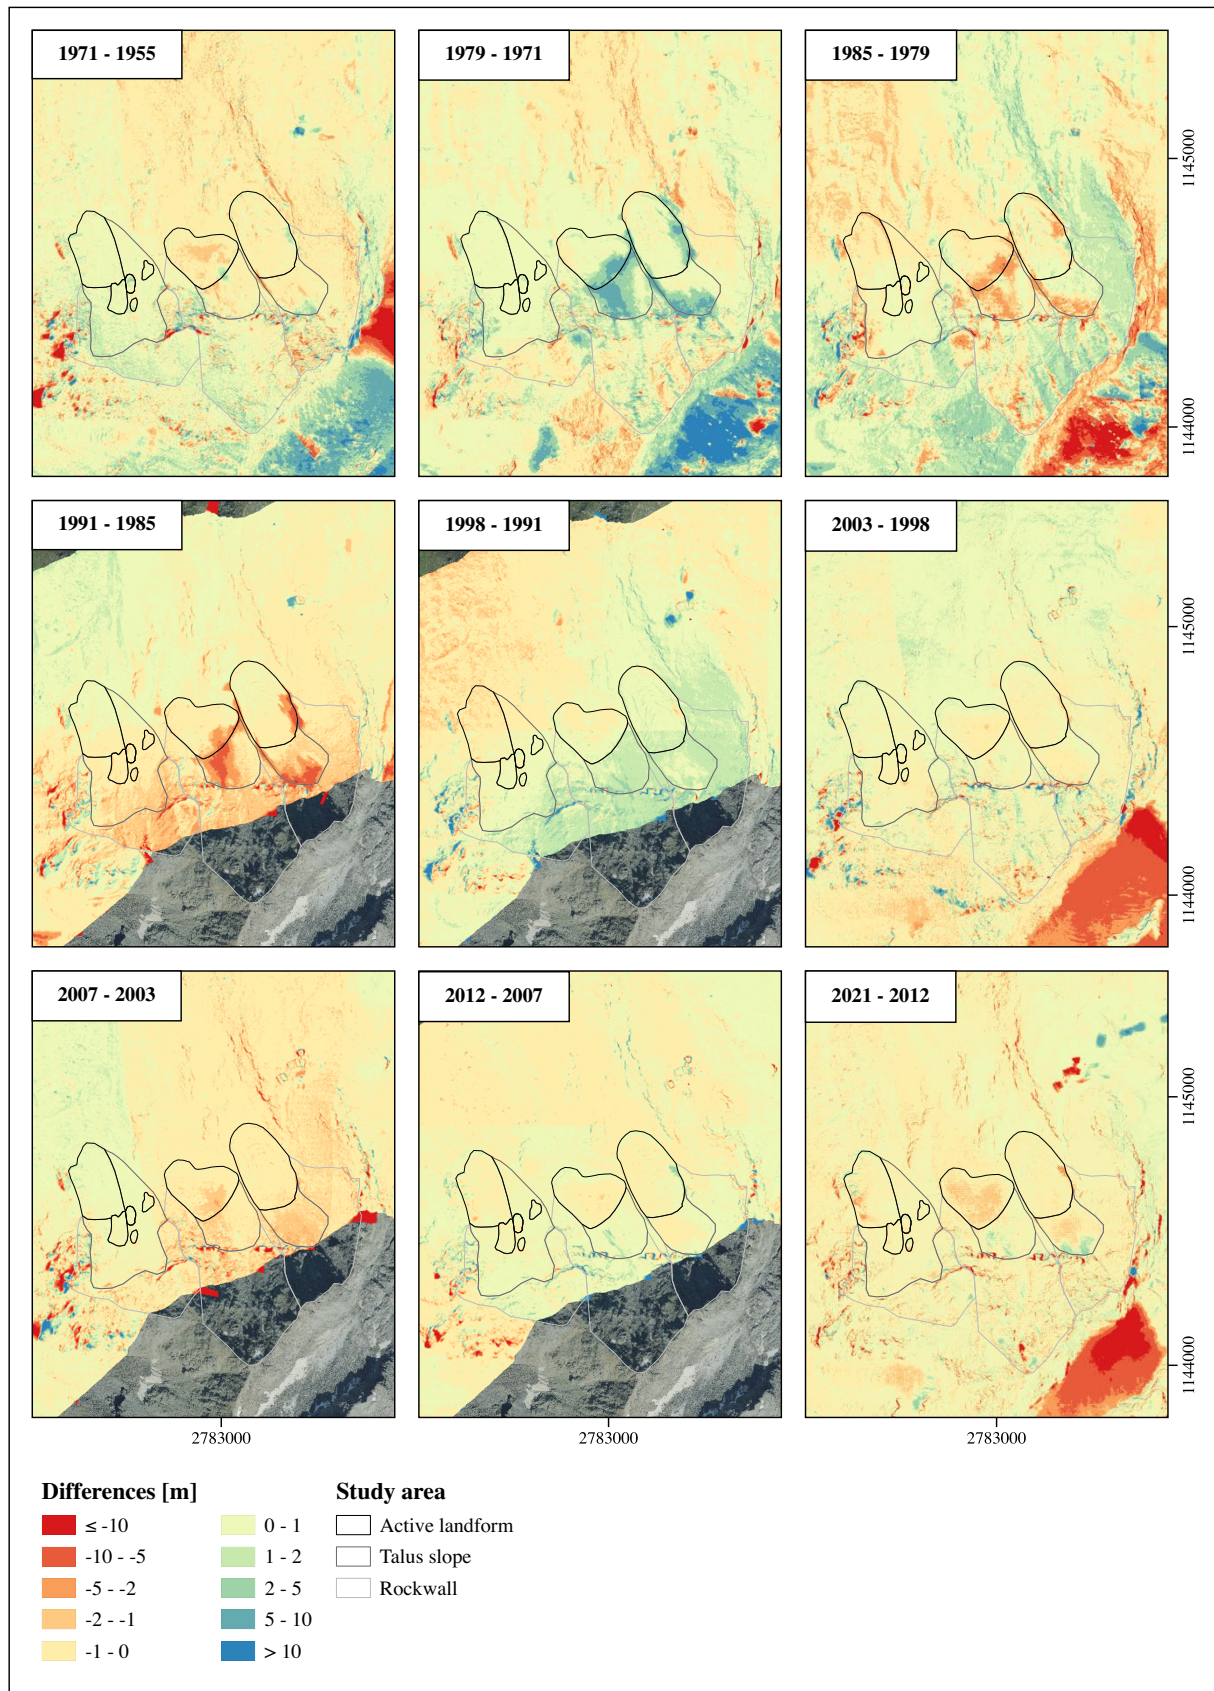 1971 - 1955
1979 - 1971
1985 - 1979
1145000
1144000
1991 - 1985
1998 - 1991
2003 - 1998
1145000
1144000
2007 - 2003
2012 - 2007
2021 - 2012
1145000
1144000
2783000
2783000
2783000
Differences [m]
≤ -10
-10 - -5
-5 - -2
-2 - -1
-1 - 0
0 - 1
1 - 2
2 - 5
5 - 10
> 10
Study area
Active landform
Talus slope
Rockwall